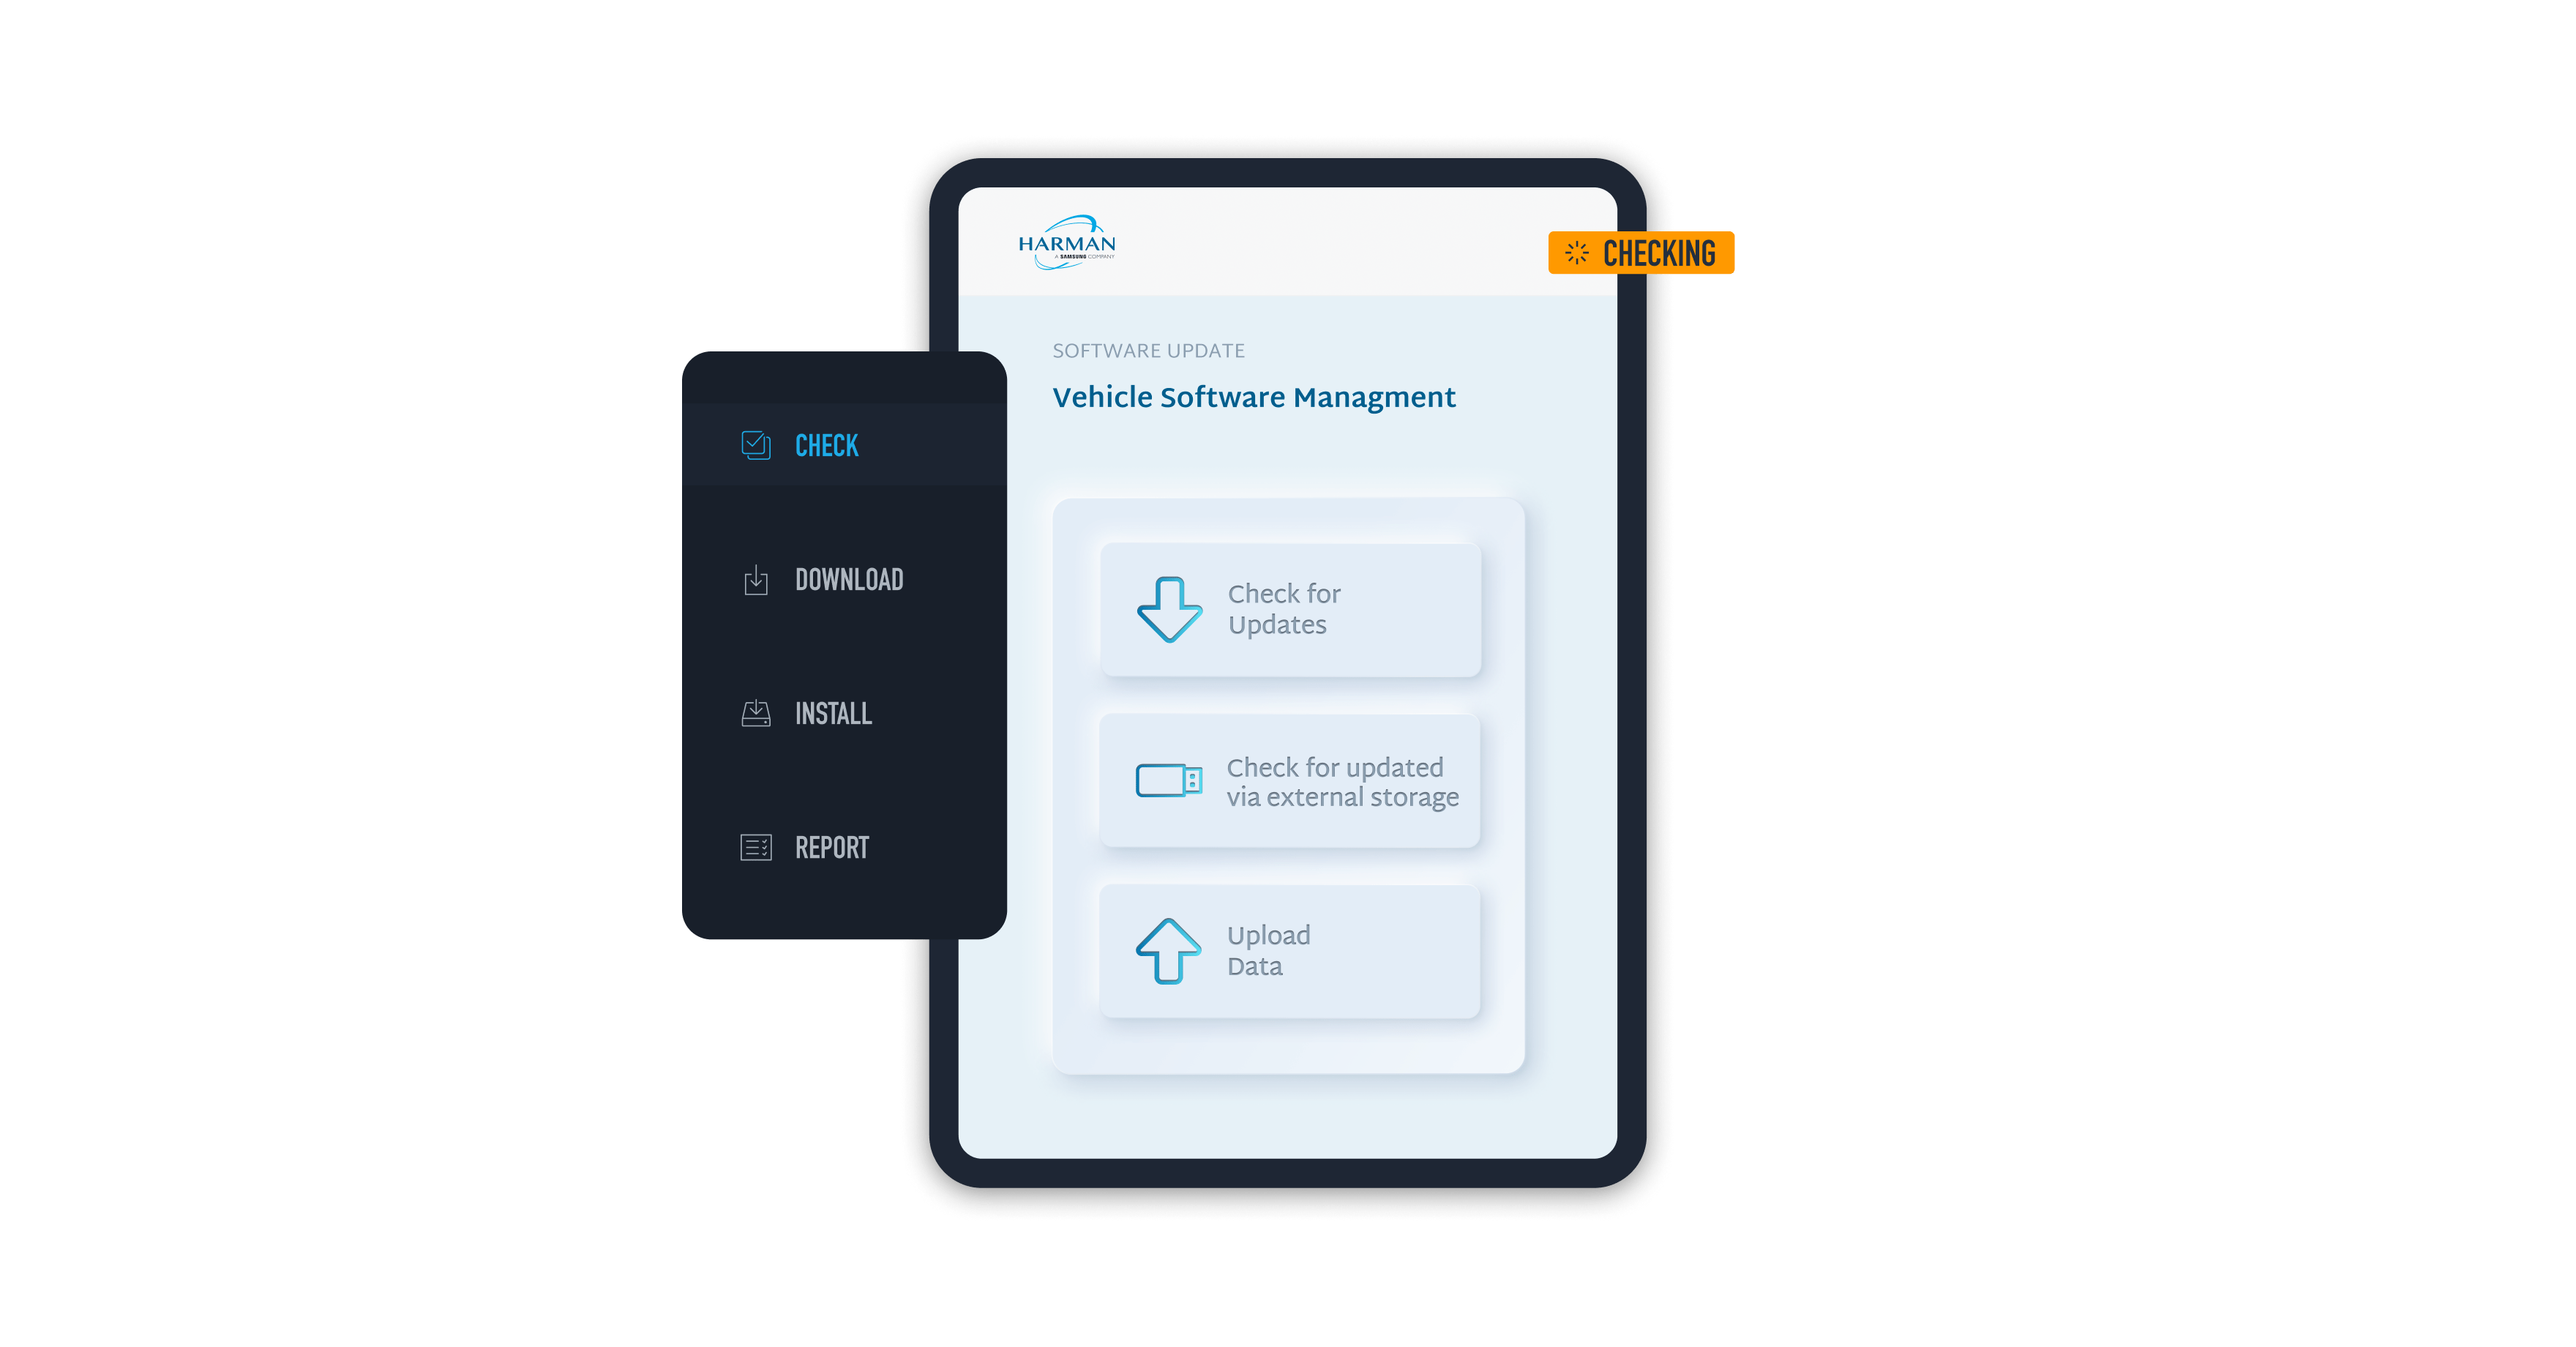 HARMAN
A SAMSUNG COMPANY
CHECKING
SOFTWARE UPDATE
Vehicle Software Managment
CHECK
DOWNLOAD
INSTALL
REPORT
Check for
Updates
Check for updated
via external storage
Upload
Data